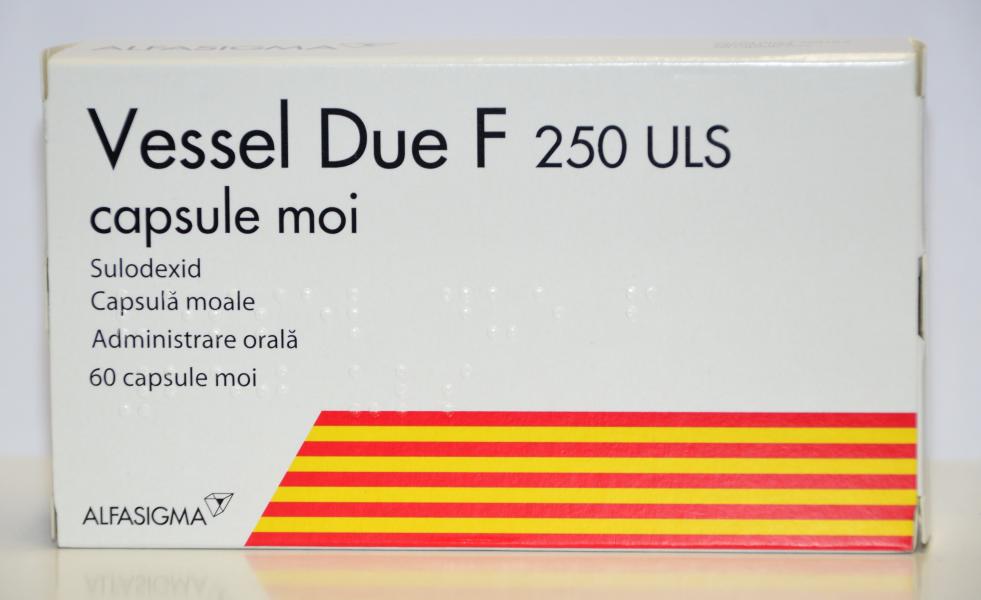 ALFASIGMA
Vessel Due F 250 ULS
capsule moi
Sulodexid
Capsulă moale
Administrare orală
60 capsule moi
ALFASIGMA